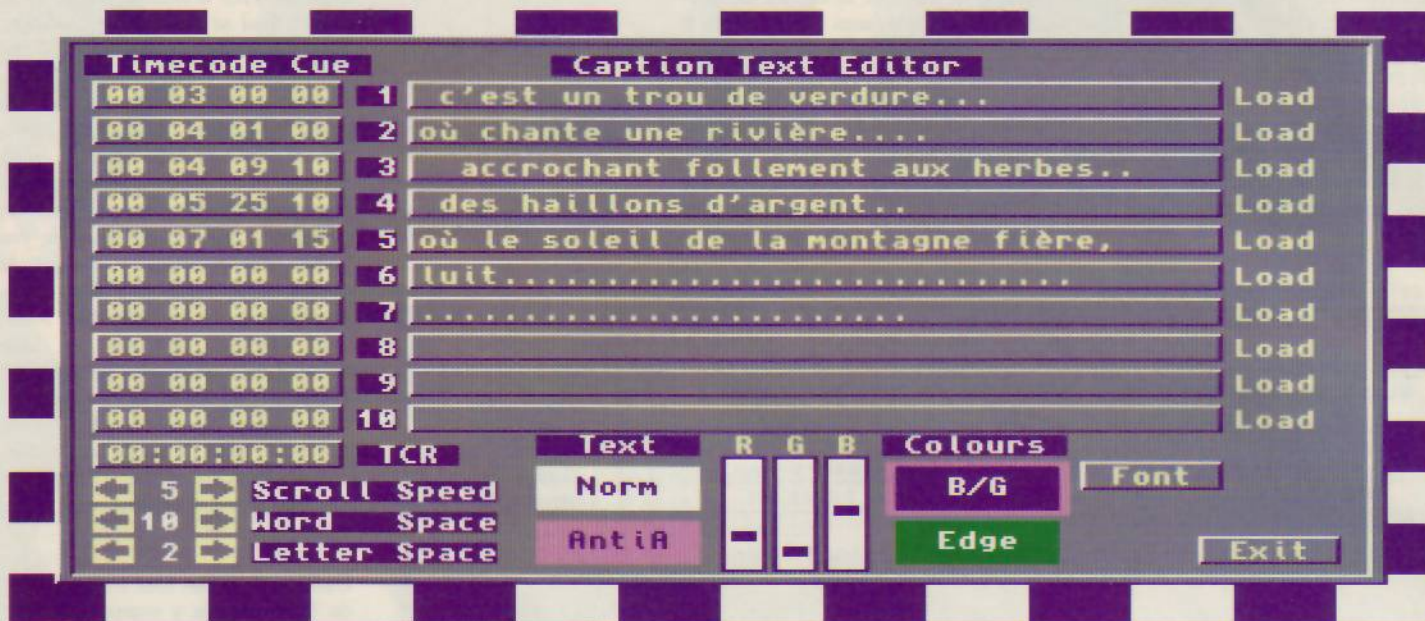 Timecode Cue Caption Text Editor
00 03 00 00 1 c'est un trou de verdure... Load
00 04 01 00 2 où chante une rivière.... Load
00 04 09 10 3 accrochant follement aux herbes.. Load
00 05 25 10 4 des haillons d'argent.. Load
00 07 01 15 5 où le soleil de la montagne fière, Load
00 00 00 00 6 luit............................ Load
00 00 00 00 7 ........................ Load
00 00 00 00 8 Load
00 00 00 00 9 Load
00 00 00 00 10 Load
00:00:00:00 TCR Text R G B Colours
5 Scroll Speed Norm B/G Font
10 Word Space
2 Letter Space AntiA Edge Exit